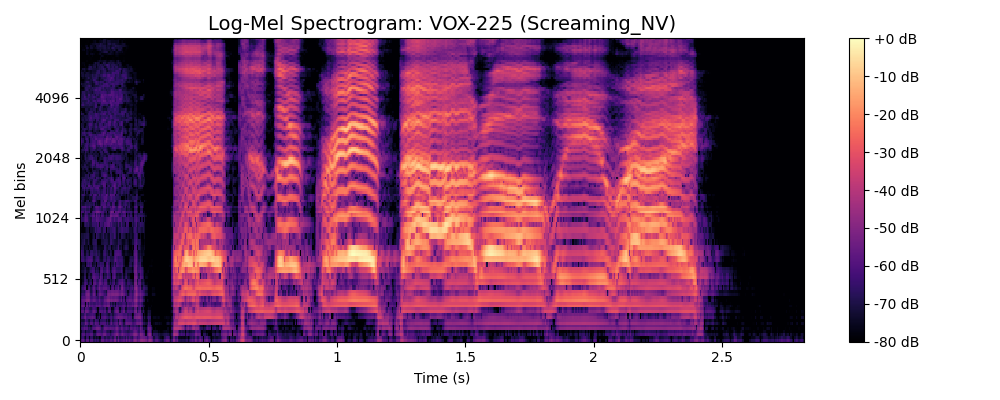 Log-Mel Spectrogram: VOX-225 (Screaming_NV)
+0 dB
-10 dB
4096
-20 dB
2048
-30 dB
Mel bins
-40 dB
1024
-50 dB
512
-60 dB
-70 dB
0
-80 dB
0 0.5 1 1.5 2 2.5
Time (s)